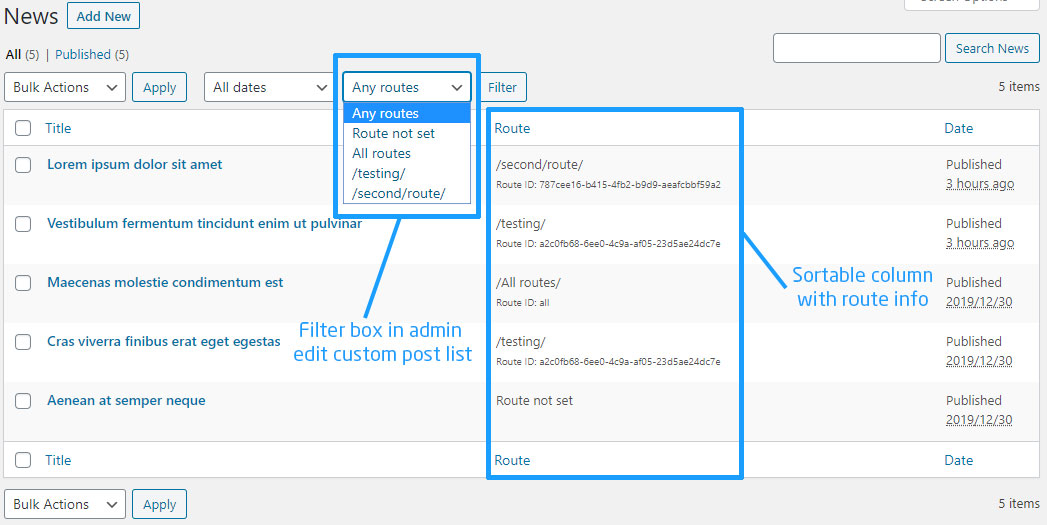 Screen Options
News Add New
All (5) | Published (5)
Search News
Bulk Actions Apply All dates Any routes Filter 5 items
Any routes
Route not set
All routes
/testing/
/second/route/
Title Route Date
Lorem ipsum dolor sit amet /second/route/ Published
Route ID: 787cee16-b415-4fb2-b9d9-aeafcbbf59a2 3 hours ago
Vestibulum fermentum tincidunt enim ut pulvinar /testing/ Published
Route ID: a2c0fb68-6ee0-4c9a-af05-23d5ae24dc7e 3 hours ago
Maecenas molestie condimentum est /All routes/ Published
Route ID: all 2019/12/30
Cras viverra finibus erat eget egestas /testing/ Published
Route ID: a2c0fb68-6ee0-4c9a-af05-23d5ae24dc7e 2019/12/30
Aenean at semper neque Route not set Published
2019/12/30
Title Route Date
Bulk Actions Apply 5 items
Filter box in admin
edit custom post list
Sortable column
with route info